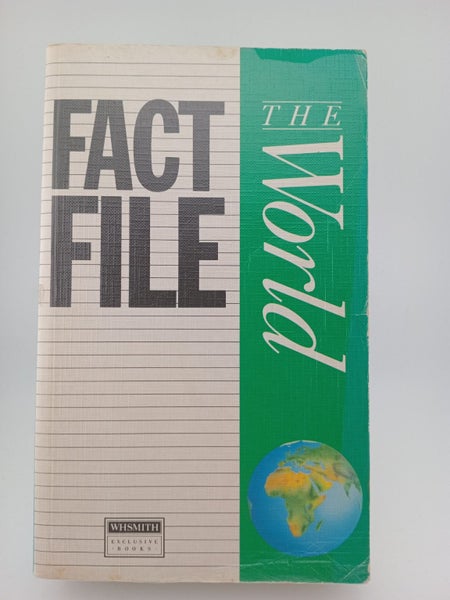 FACT
FILE
THE
World
WHSMITH
EXCLUSIVE
·BOOKS·